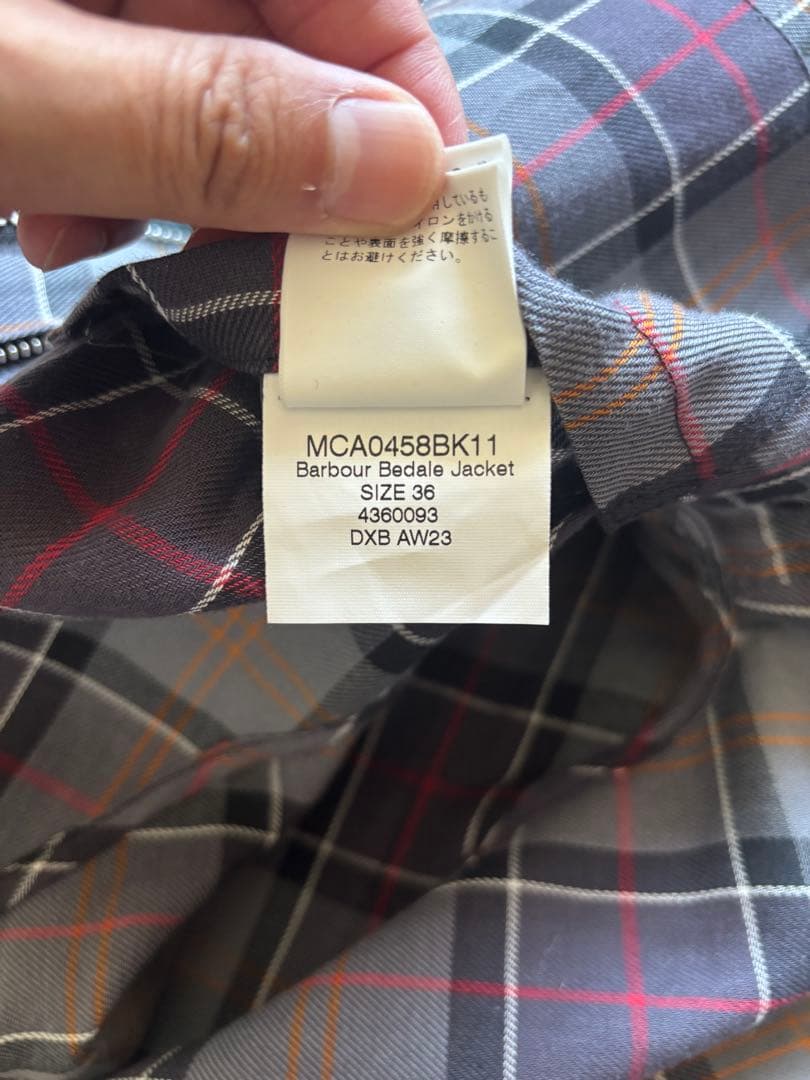 しているも
イロンをかける
ことや表面を強く摩擦するこ
とはお避けください。
MCA0458BK11
Barbour Bedale Jacket
SIZE 36
4360093
DXB AW23